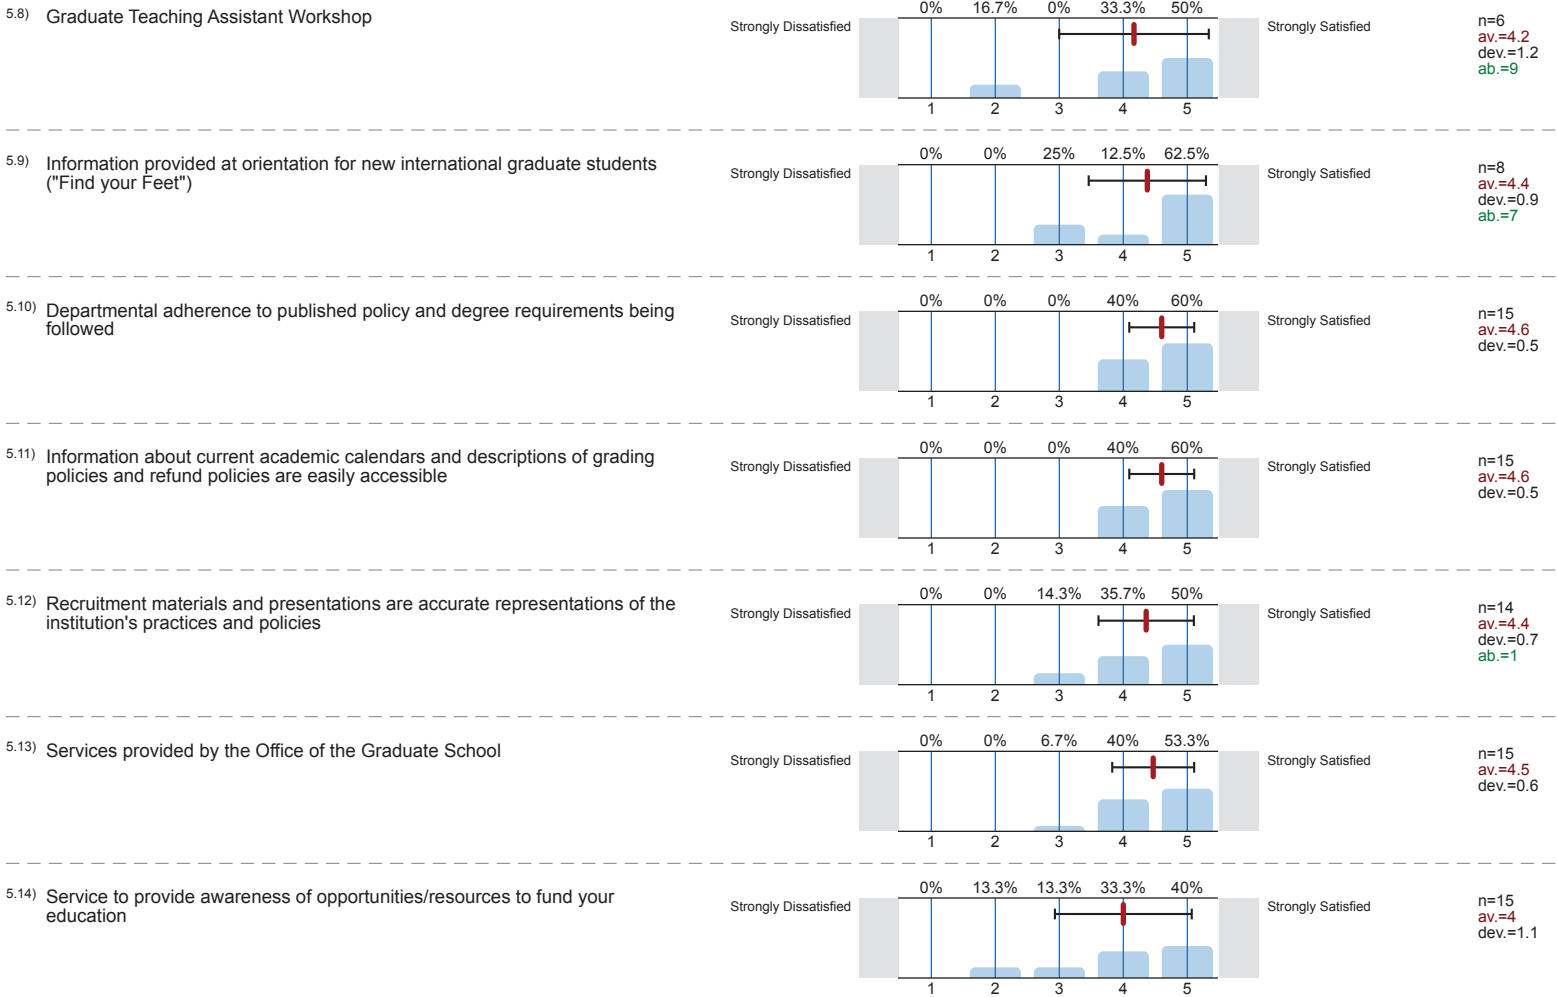 5.8) Graduate Teaching Assistant Workshop
0% 16.7% 0% 33.3% 50%
Strongly Dissatisfied
Strongly Satisfied
1 2 3 4 5
n=6
av.=4.2
dev.=1.2
ab.=9
5.9) Information provided at orientation for new international graduate students
("Find your Feet")
0% 0% 25% 12.5% 62.5%
Strongly Dissatisfied
Strongly Satisfied
1 2 3 4 5
n=8
av.=4.4
dev.=0.9
ab.=7
5.10) Departmental adherence to published policy and degree requirements being
followed
0% 0% 0% 40% 60%
Strongly Dissatisfied
Strongly Satisfied
1 2 3 4 5
n=15
av.=4.6
dev.=0.5
5.11) Information about current academic calendars and descriptions of grading
policies and refund policies are easily accessible
0% 0% 0% 40% 60%
Strongly Dissatisfied
Strongly Satisfied
1 2 3 4 5
n=15
av.=4.6
dev.=0.5
5.12) Recruitment materials and presentations are accurate representations of the
institution's practices and policies
0% 0% 14.3% 35.7% 50%
Strongly Dissatisfied
Strongly Satisfied
1 2 3 4 5
n=14
av.=4.4
dev.=0.7
ab.=1
5.13) Services provided by the Office of the Graduate School
0% 0% 6.7% 40% 53.3%
Strongly Dissatisfied
Strongly Satisfied
1 2 3 4 5
n=15
av.=4.5
dev.=0.6
5.14) Service to provide awareness of opportunities/resources to fund your
education
0% 13.3% 13.3% 33.3% 40%
Strongly Dissatisfied
Strongly Satisfied
1 2 3 4 5
n=15
av.=4
dev.=1.1